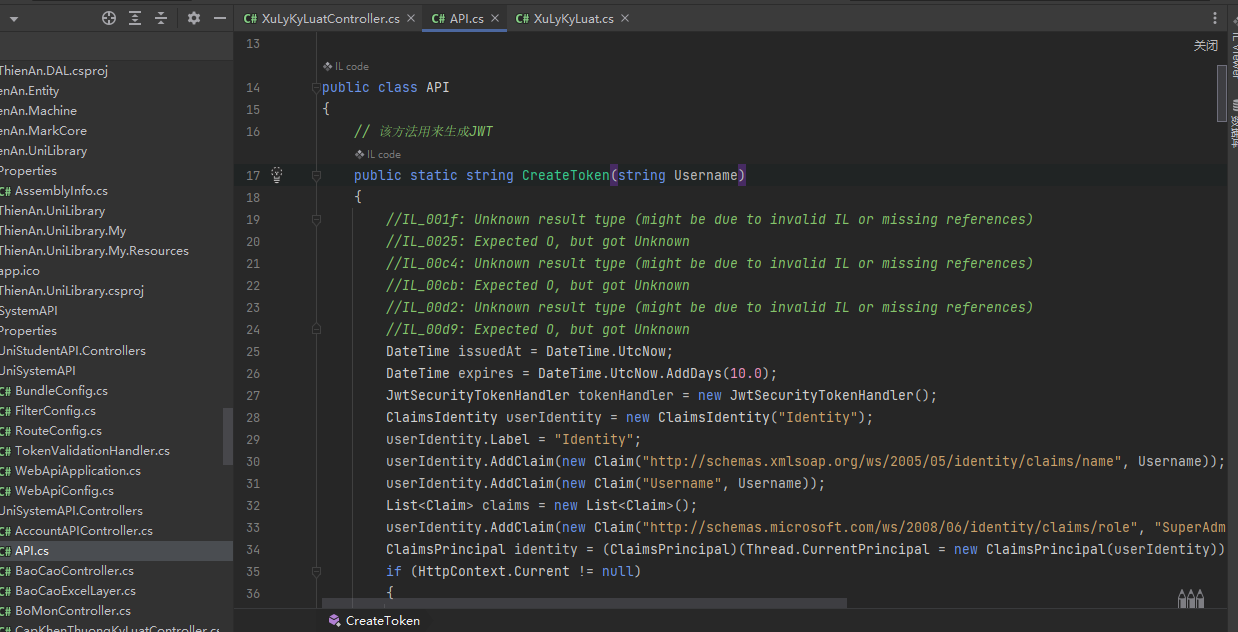 XuLyKyLuatController.cs
API.cs
XuLyKyLuat.cs
关闭
ThienAn.DAL.csproj
enAn.Entity
enAn.Machine
enAn.MarkCore
enAn.UniLibrary
Properties
C# AssemblyInfo.cs
ThienAn.UniLibrary
ThienAn.UniLibrary.My
ThienAn.UniLibrary.My.Resources
app.ico
ThienAn.UniLibrary.csproj
SystemAPI
Properties
UniStudentAPI.Controllers
UniSystemAPI
C# BundleConfig.cs
C# FilterConfig.cs
C# RouteConfig.cs
C# TokenValidationHandler.cs
C# WebApiApplication.cs
C# WebApiConfig.cs
UniSystemAPI.Controllers
C# AccountAPIController.cs
C# API.cs
C# BaoCaoController.cs
C# BaoCaoExcelLayer.cs
C# BoMonController.cs
C# CapKhenThuongKyLuatController.cs
13
IL code
14 public class API
15 {
16 // 该方法用来生成JWT
IL code
17 public static string CreateToken(string Username)
18 {
19 //IL_001f: Unknown result type (might be due to invalid IL or missing references)
20 //IL_0025: Expected O, but got Unknown
21 //IL_00c4: Unknown result type (might be due to invalid IL or missing references)
22 //IL_00cb: Expected O, but got Unknown
23 //IL_00d2: Unknown result type (might be due to invalid IL or missing references)
24 //IL_00d9: Expected O, but got Unknown
25 DateTime issuedAt = DateTime.UtcNow;
26 DateTime expires = DateTime.UtcNow.AddDays(10.0);
27 JwtSecurityTokenHandler tokenHandler = new JwtSecurityTokenHandler();
28 ClaimsIdentity userIdentity = new ClaimsIdentity("Identity");
29 userIdentity.Label = "Identity";
30 userIdentity.AddClaim(new Claim("http://schemas.xmlsoap.org/ws/2005/05/identity/claims/name", Username));
31 userIdentity.AddClaim(new Claim("Username", Username));
32 List<Claim> claims = new List<Claim>();
33 userIdentity.AddClaim(new Claim("http://schemas.microsoft.com/ws/2008/06/identity/claims/role", "SuperAdm
34 ClaimsPrincipal identity = (ClaimsPrincipal)(Thread.CurrentPrincipal = new ClaimsPrincipal(userIdentity))
35 if (HttpContext.Current != null)
36 {
CreateToken
IL Viewer
数据库